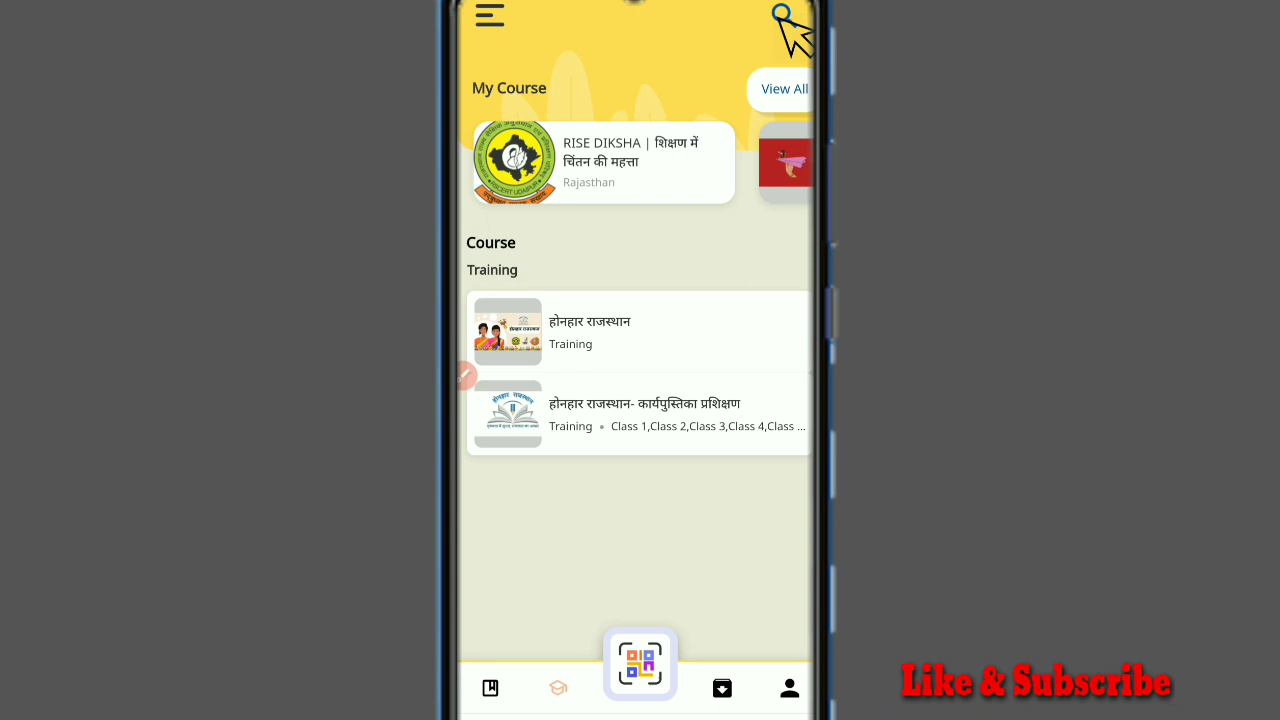 My Course
View All
RISE DIKSHA | शिक्षण में
चिंतन की महत्ता
Rajasthan
Course
Training
होनहार राजस्थान
Training
होनहार राजस्थान- कार्यपुस्तिका प्रशिक्षण
Training • Class 1,Class 2,Class 3,Class 4,Class ...
Like & Subscribe